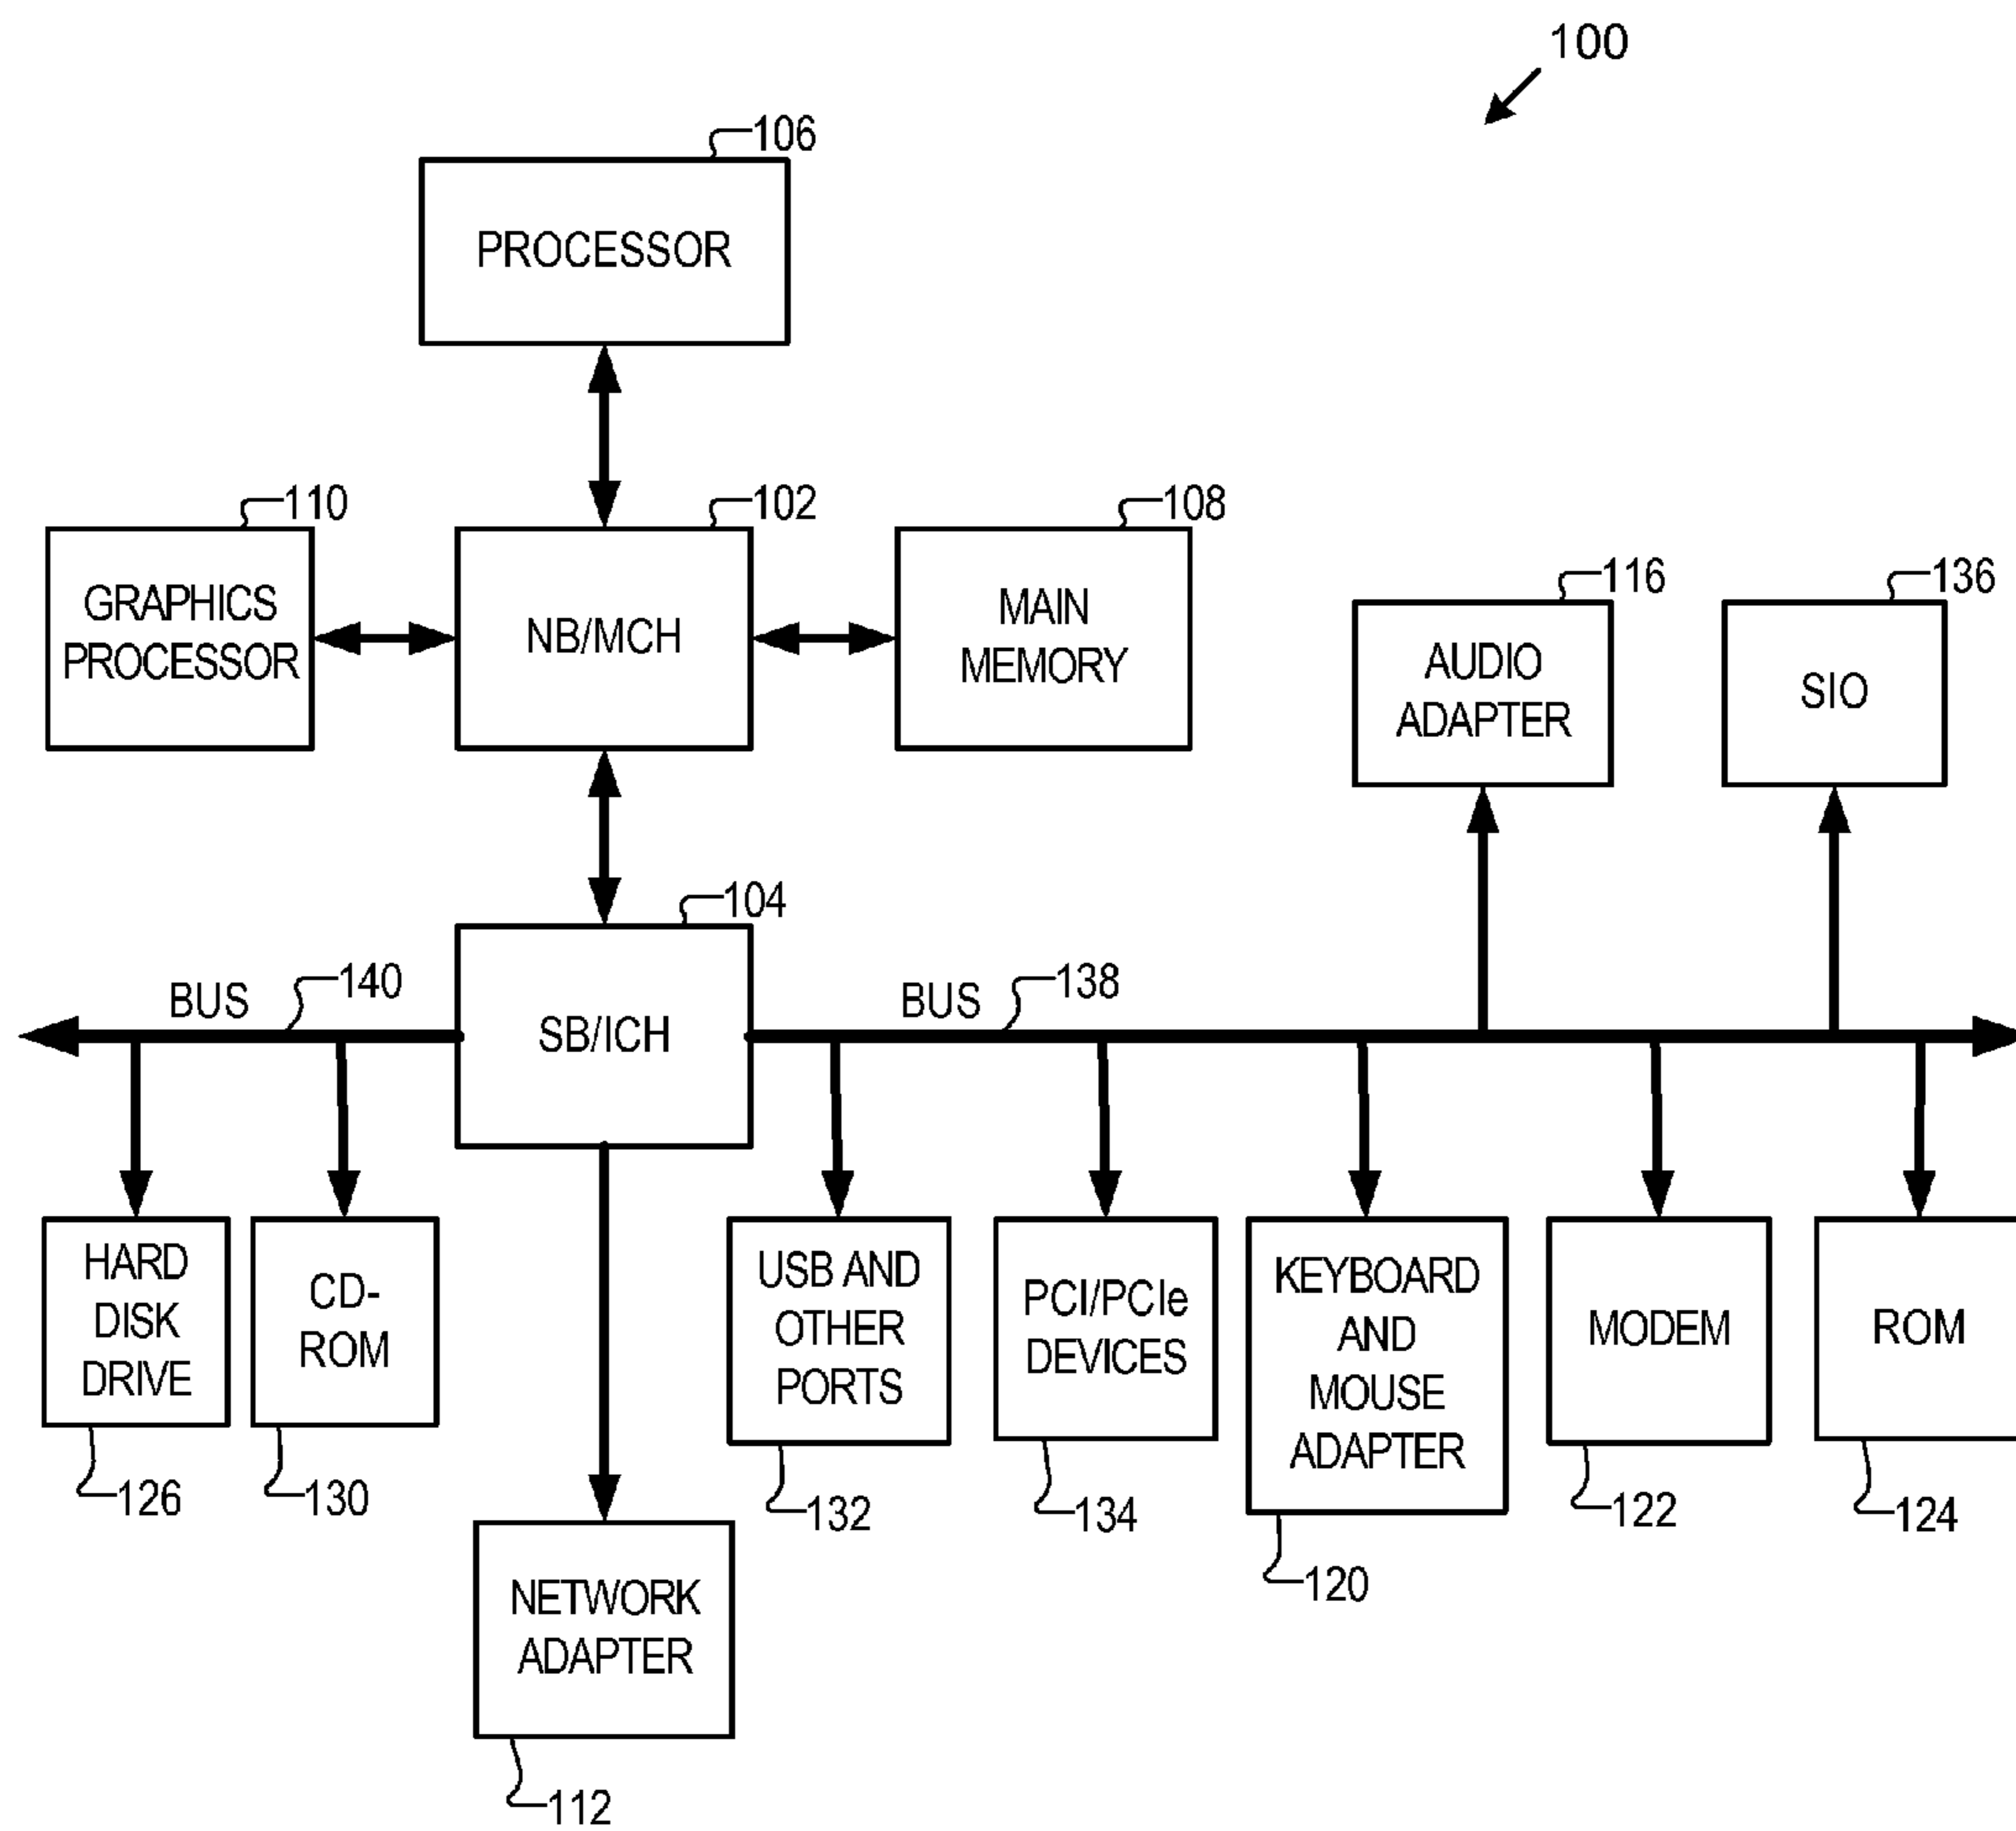 100
106
PROCESSOR
110
102
108
GRAPHICS
PROCESSOR
NB/MCH
MAIN
MEMORY
116
136
AUDIO
ADAPTER
SIO
104
BUS
140
SB/ICH
BUS
138
HARD
DISK
DRIVE
CD-
ROM
USB AND
OTHER
PORTS
PCI/PCIe
DEVICES
KEYBOARD
AND
MOUSE
ADAPTER
MODEM
ROM
126
130
132
134
120
122
124
NETWORK
ADAPTER
112